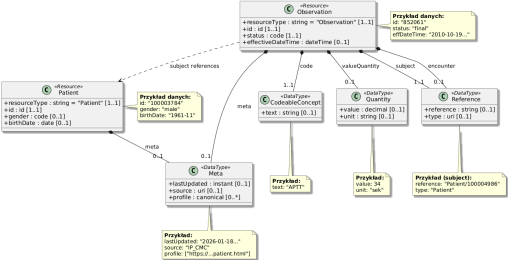 «Resource»
Observation
+resourceType : string = "Observation" [1..1]
+id : id [1..1]
+status : code [1..1]
+effectiveDateTime : dateTime [0..1]
Przykład danych:
id: "852061"
status: "final"
effDateTime: "2010-10-19..."
subject references
code
valueQuantity
subject
encounter
meta
1..1
0..1
1..1
0..1
«Resource»
Patient
+resourceType : string = "Patient" [1..1]
+id : id [1..1]
+gender : code [0..1]
+birthDate : date [0..1]
Przykład danych:
id: "100003784"
gender: "male"
birthDate: "1961-11"
«DataType»
CodeableConcept
+text : string [0..1]
«DataType»
Quantity
+value : decimal [0..1]
+unit : string [0..1]
«DataType»
Reference
+reference : string [0..1]
+type : uri [0..1]
meta
0..1
0..1
«DataType»
Meta
+lastUpdated : instant [0..1]
+source : uri [0..1]
+profile : canonical [0..*]
Przykład:
text: "APTT"
Przykład:
value: 34
unit: "sek"
Przykład (subject):
reference: "Patient/100004986"
type: "Patient"
Przykład:
lastUpdated: "2026-01-18..."
source: "IP_CMC"
profile: ["https://...patient.html"]